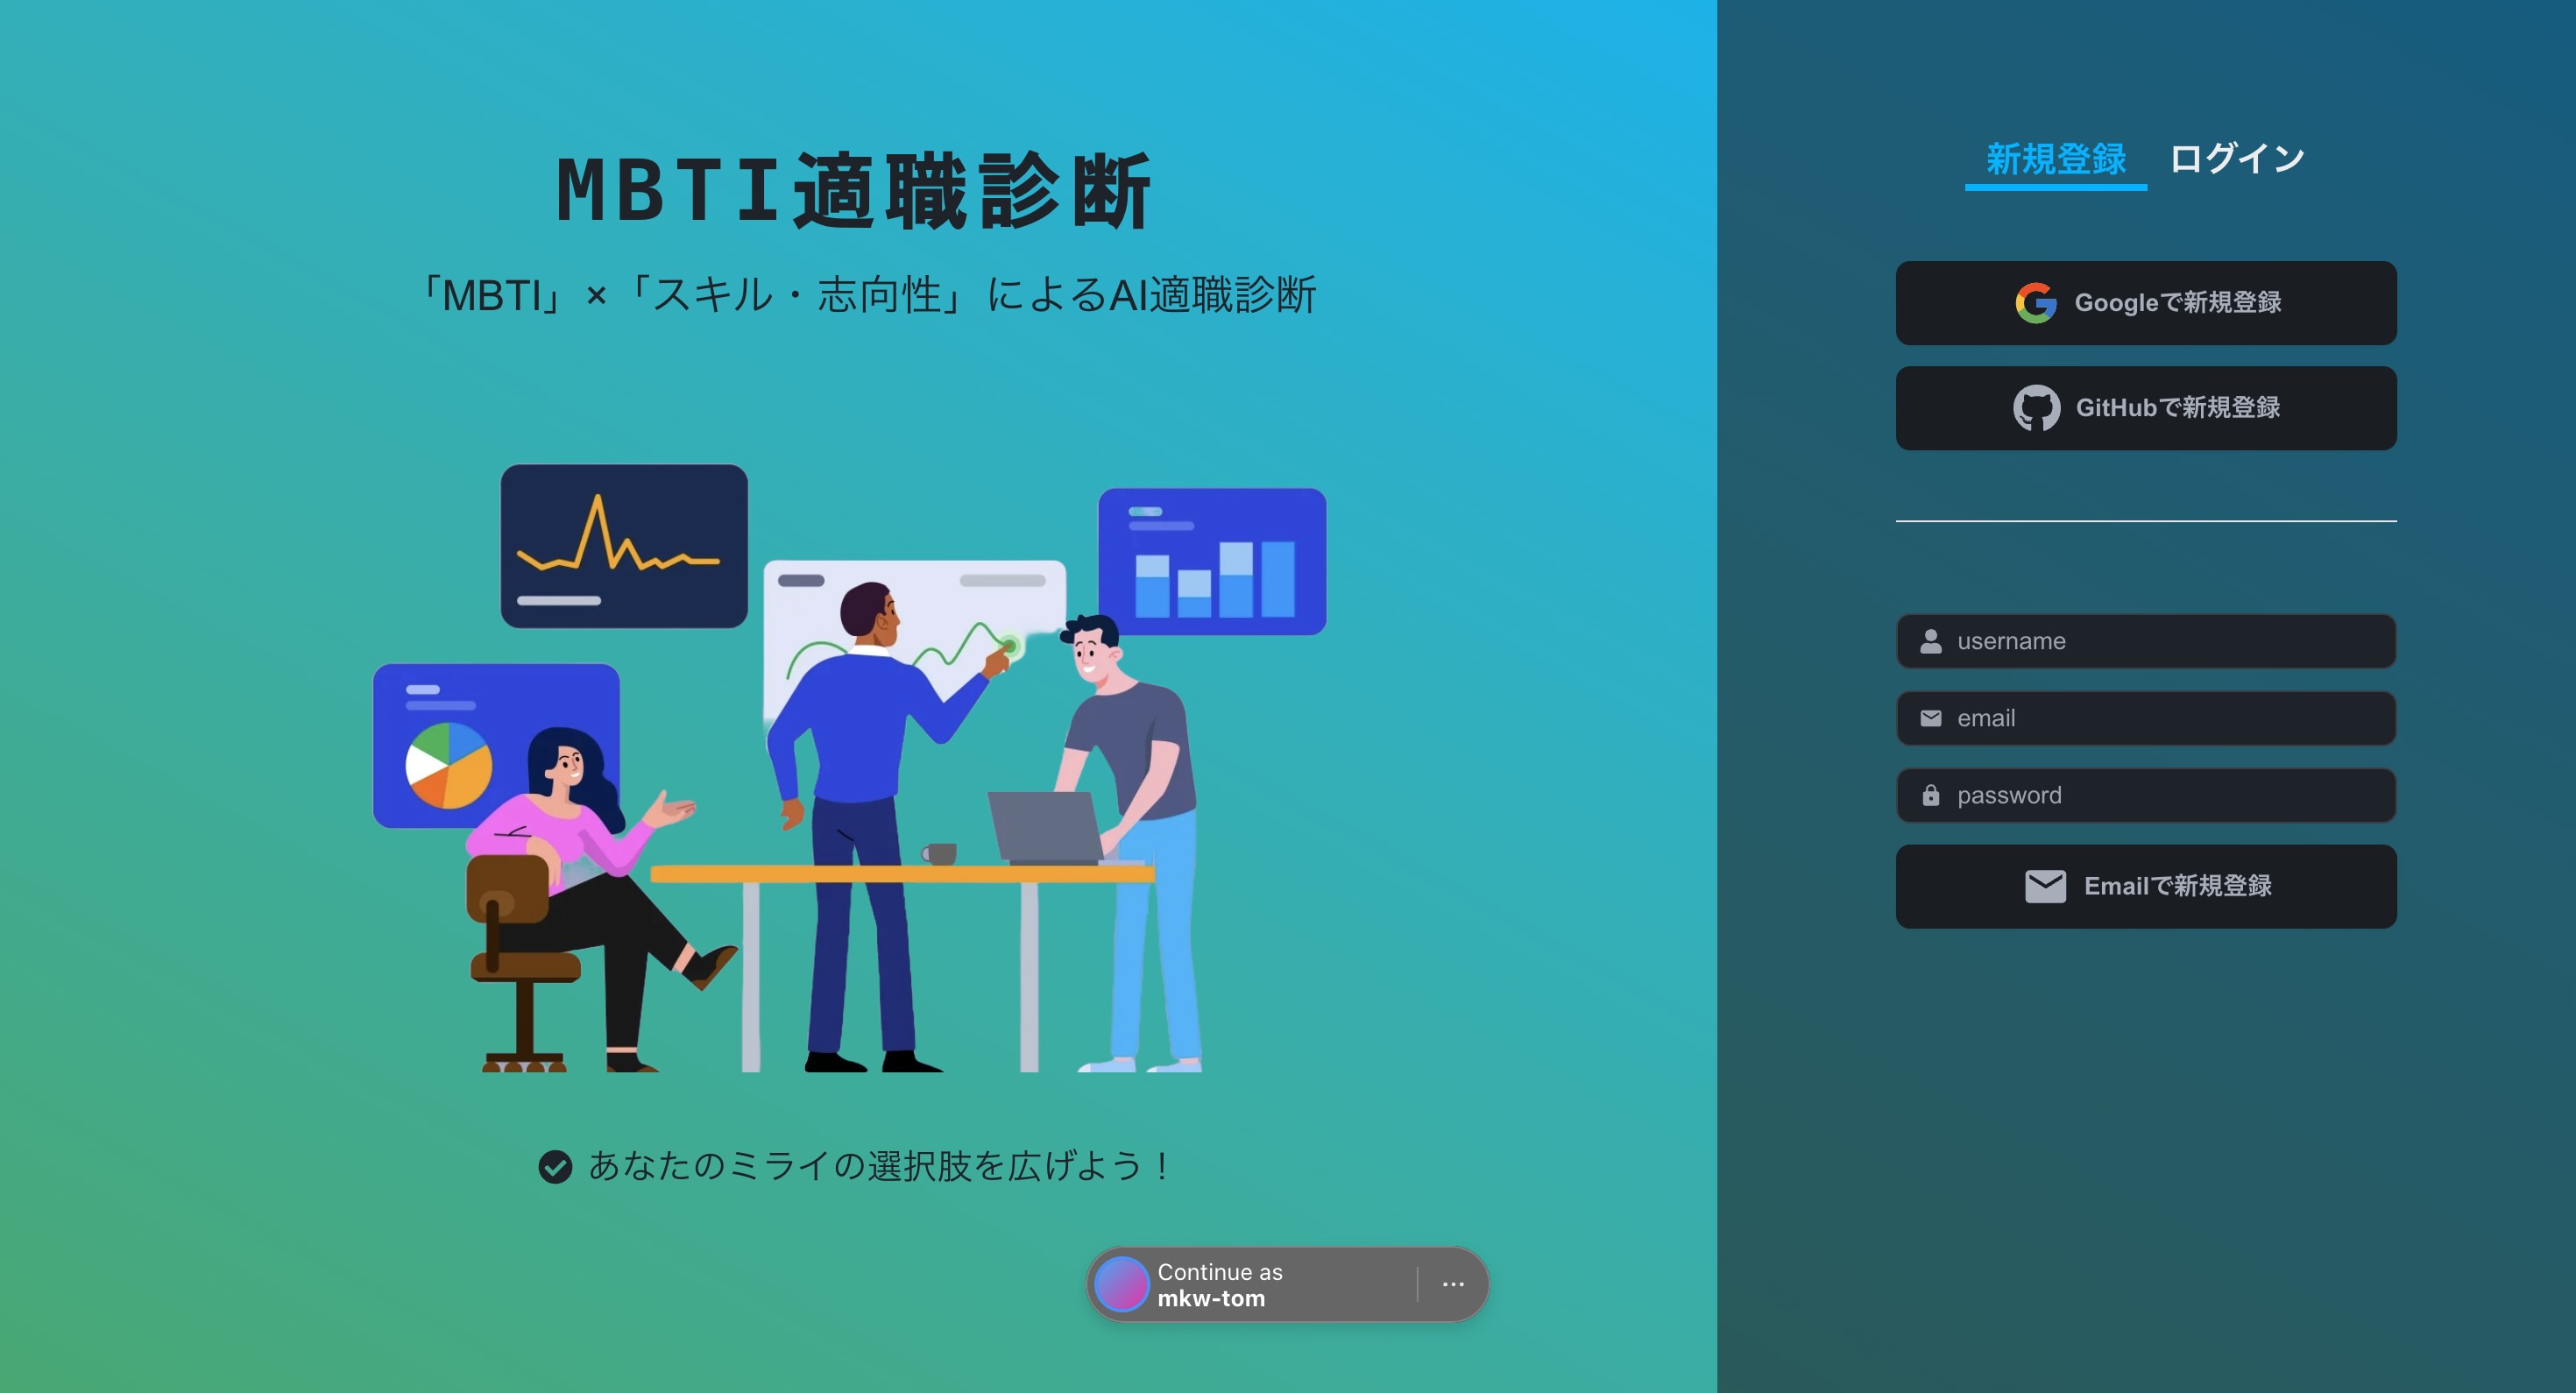 MBTI適職診断
「MBTI」×「スキル・志向性」によるAI適職診断
あなたのミライの選択肢を広げよう！
Continue as
mkw-tom
新規登録 ログイン
Googleで新規登録
GitHubで新規登録
username
email
password
Emailで新規登録